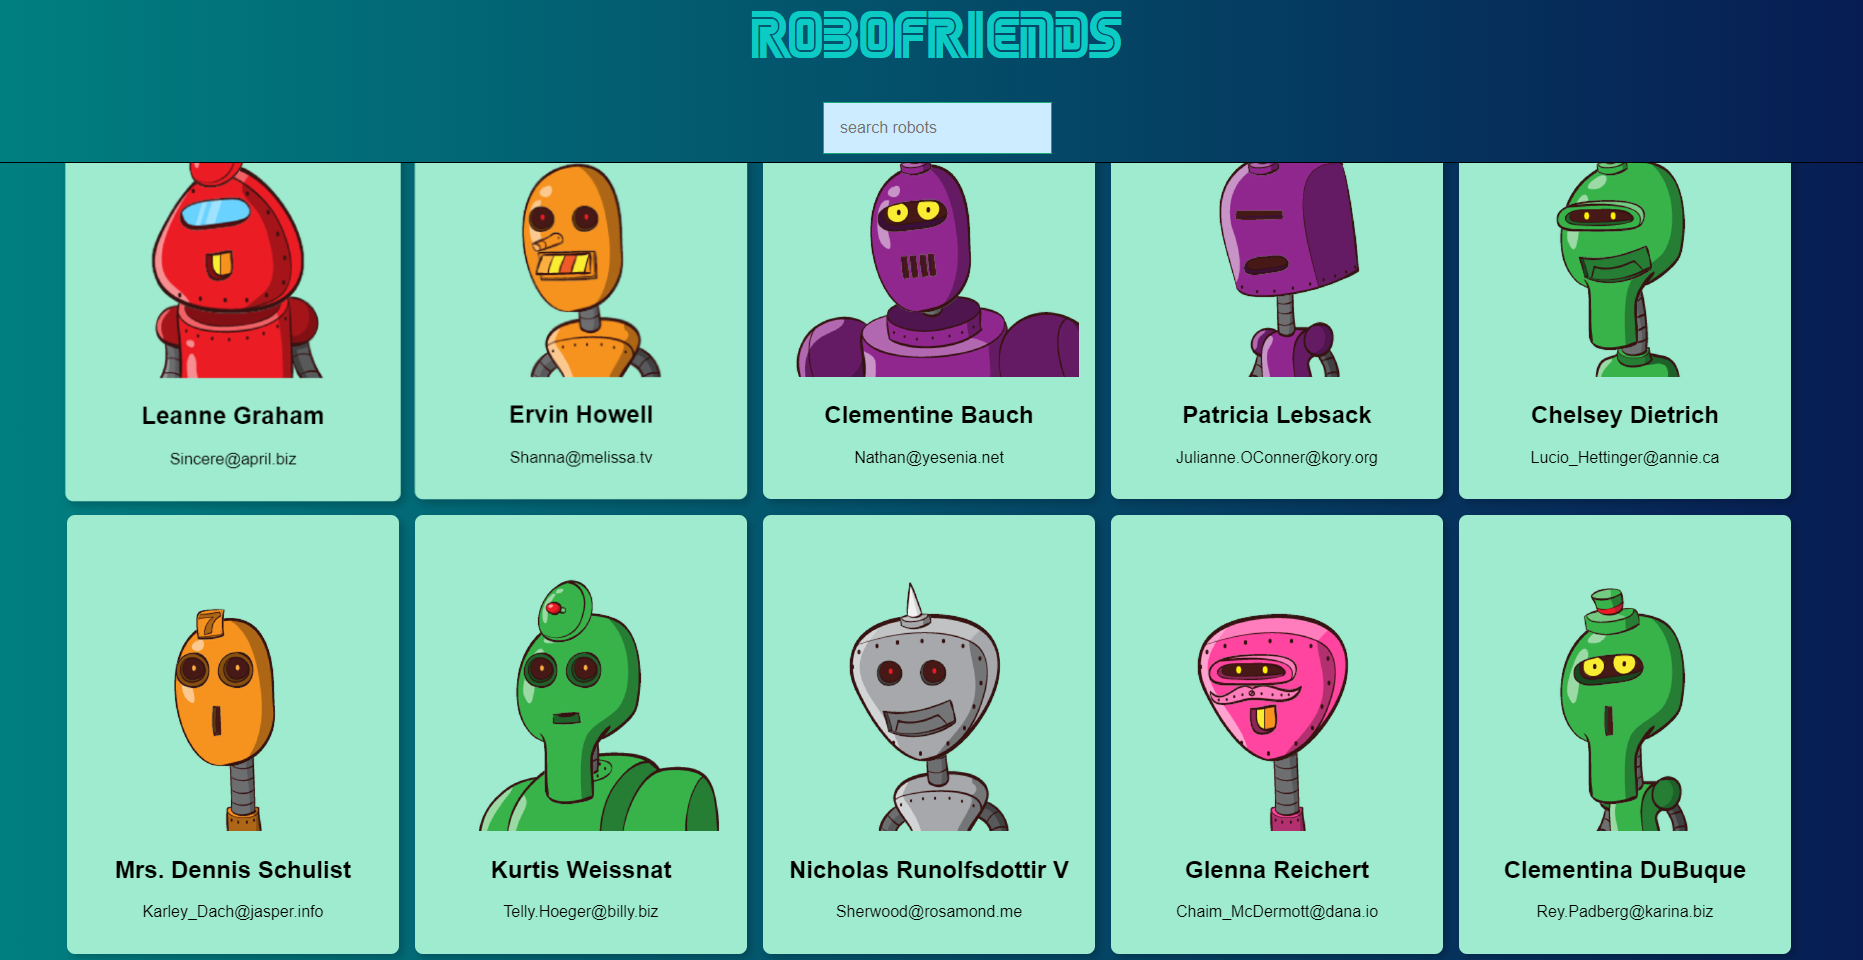 ROBOFRIENDS
search robots
Leanne Graham
Sincere@april.biz
Ervin Howell
Shanna@melissa.tv
Clementine Bauch
Nathan@yesenia.net
Patricia Lebsack
Julianne.OConner@kory.org
Chelsey Dietrich
Lucio_Hettinger@annie.ca
7
Mrs. Dennis Schulist
Karley_Dach@jasper.info
Kurtis Weissnat
Telly.Hoeger@billy.biz
Nicholas Runolfsdottir V
Sherwood@rosamond.me
Glenna Reichert
Chaim_McDermott@dana.io
Clementina DuBuque
Rey.Padberg@karina.biz